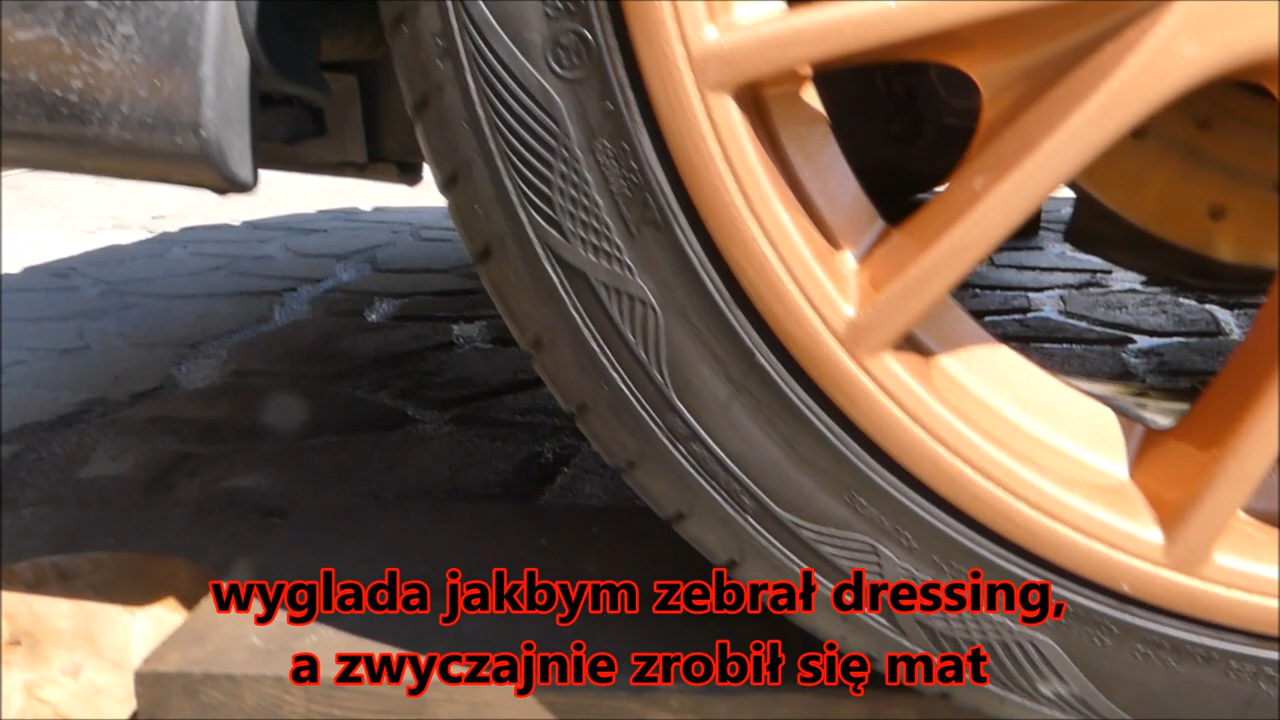 wyglada jakbym zebrał dressing,
a zwyczajnie zrobił się mat